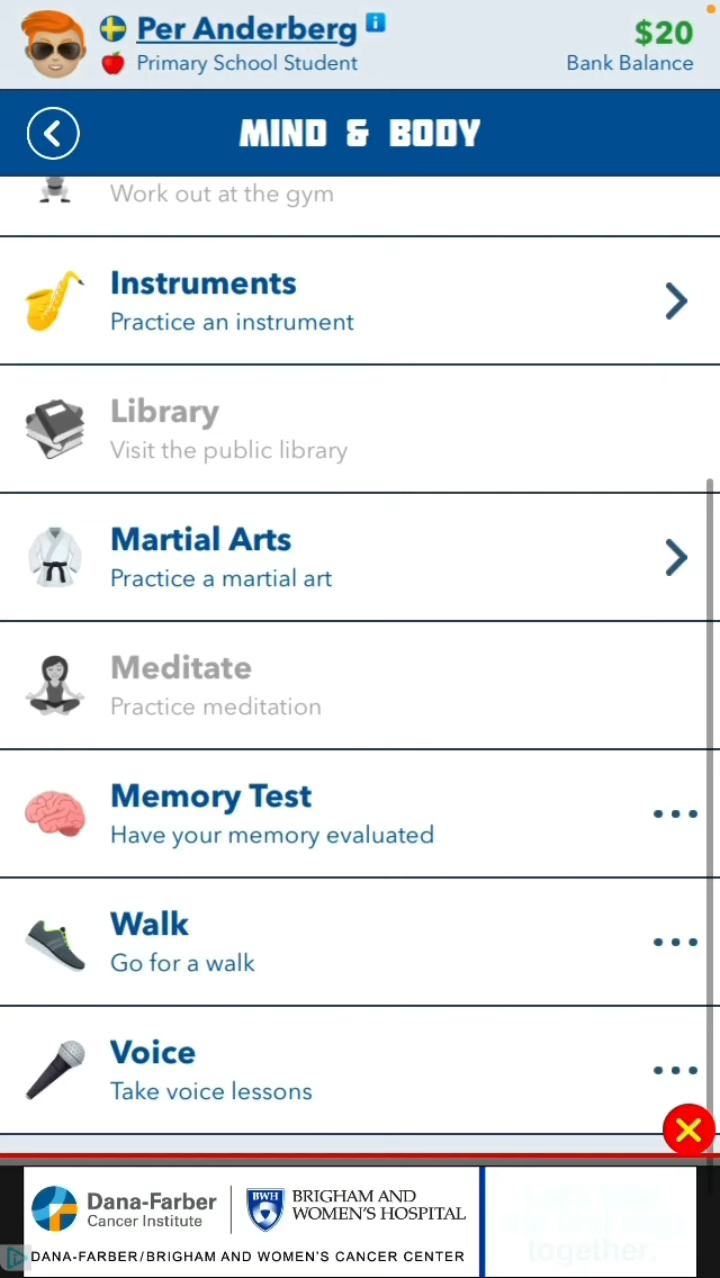 Per Anderberg
$20
Primary School Student
Bank Balance
MIND & BODY
Work out at the gym
Instruments
Practice an instrument
Library
Visit the public library
Martial Arts
Practice a martial art
Meditate
Practice meditation
Memory Test
Have your memory evaluated
Walk
Go for a walk
Voice
Take voice lessons
Dana-Farber
Cancer Institute
BWH
BRIGHAM AND
WOMEN'S HOSPITAL
DANA-FARBER/BRIGHAM AND WOMEN'S CANCER CENTER
together.